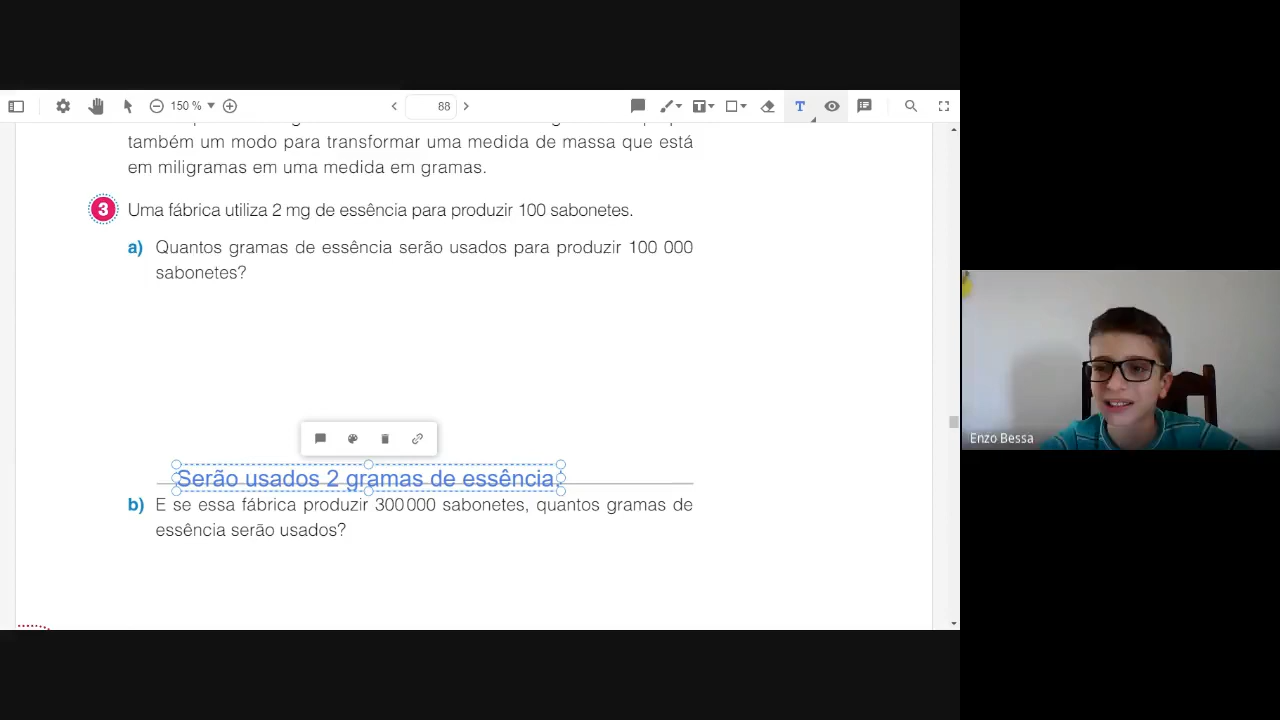 150 %
88
também um modo para transformar uma medida de massa que está
em miligramas em uma medida em gramas.
3 Uma fábrica utiliza 2 mg de essência para produzir 100 sabonetes.
a) Quantos gramas de essência serão usados para produzir 100 000
sabonetes?
Serão usados 2 gramas de essência.
b) E se essa fábrica produzir 300 000 sabonetes, quantos gramas de
essência serão usados?
Enzo Bessa